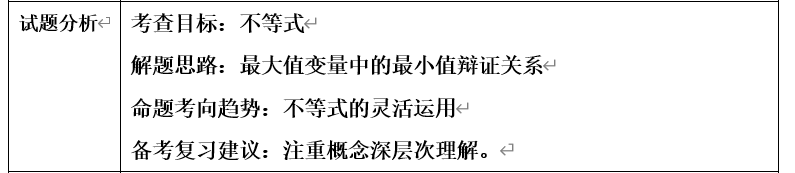 试题分析 考查目标：不等式
解题思路：最大值变量中的最小值辩证关系
命题考向趋势：不等式的灵活运用
备考复习建议：注重概念深层次理解。